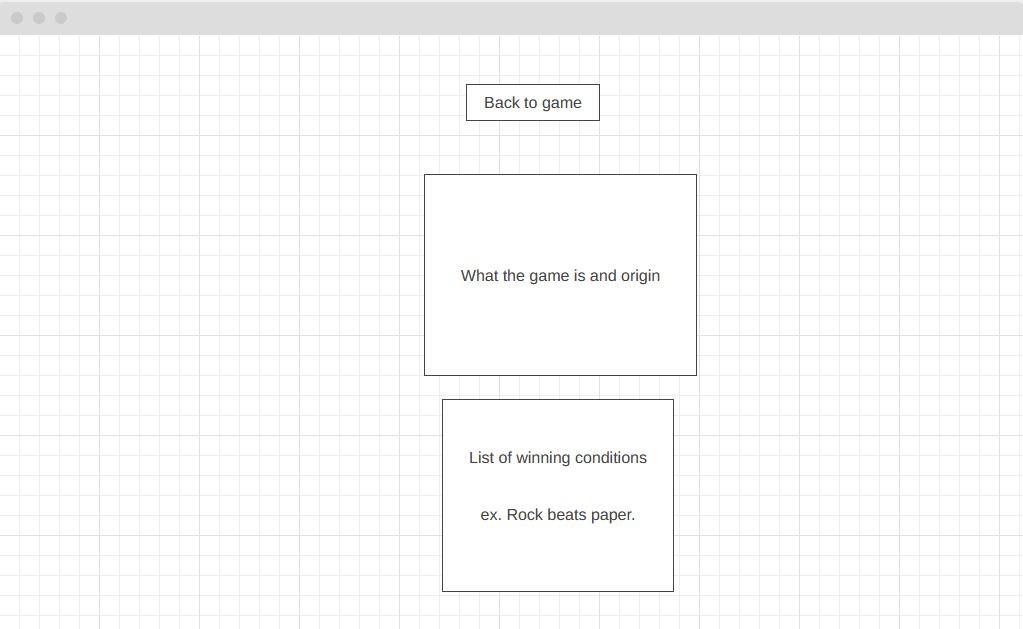 Back to game
What the game is and origin
List of winning conditions
ex. Rock beats paper.